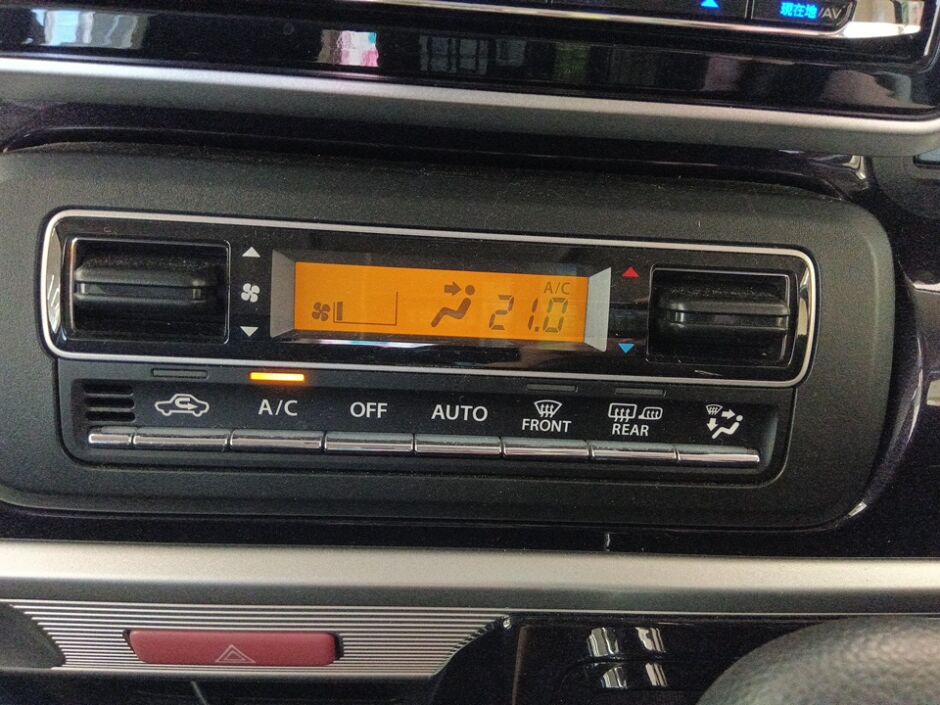 現在地/AV
A/C
21.0
A/C
OFF
AUTO
FRONT
REAR